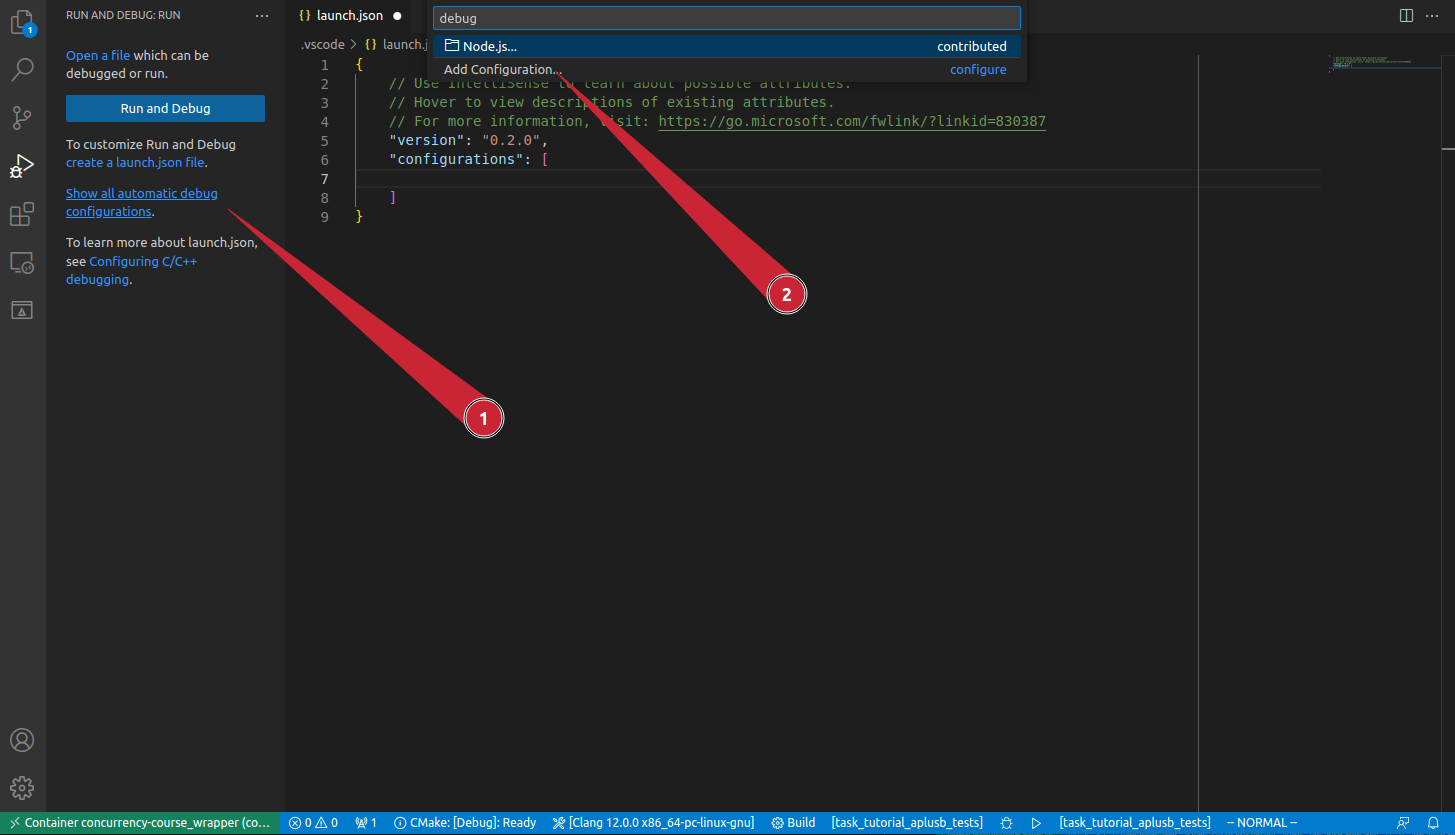 RUN AND DEBUG: RUN
Open a file which can be
debugged or run.
Run and Debug
To customize Run and Debug
create a launch.json file.
Show all automatic debug
configurations.
To learn more about launch.json,
see Configuring C/C++
debugging.
1
{} launch.json
.vscode > {} launch.j
debug
Node.js... contributed
Add Configuration... configure
1 {
2 // Use IntelliSense to learn about possible attributes.
3 // Hover to view descriptions of existing attributes.
4 // For more information, visit: https://go.microsoft.com/fwlink/?linkid=830387
5 "version": "0.2.0",
6 "configurations": [
7
8 ]
9 }
2
1
Container concurrency-course_wrapper (co... 0 0 1 CMake: [Debug]: Ready [Clang 12.0.0 x86_64-pc-linux-gnu] Build [task_tutorial_aplusb_tests] [task_tutorial_aplusb_tests] -- NORMAL --